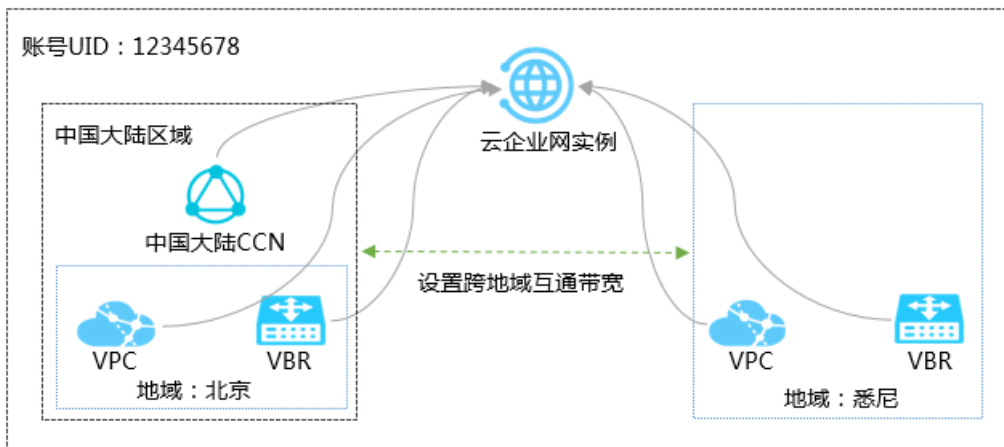 账号UID：12345678
中国大陆区域
云企业网实例
中国大陆CCN
设置跨地域互通带宽
VPC
VBR
地域：北京
VPC
VBR
地域：悉尼